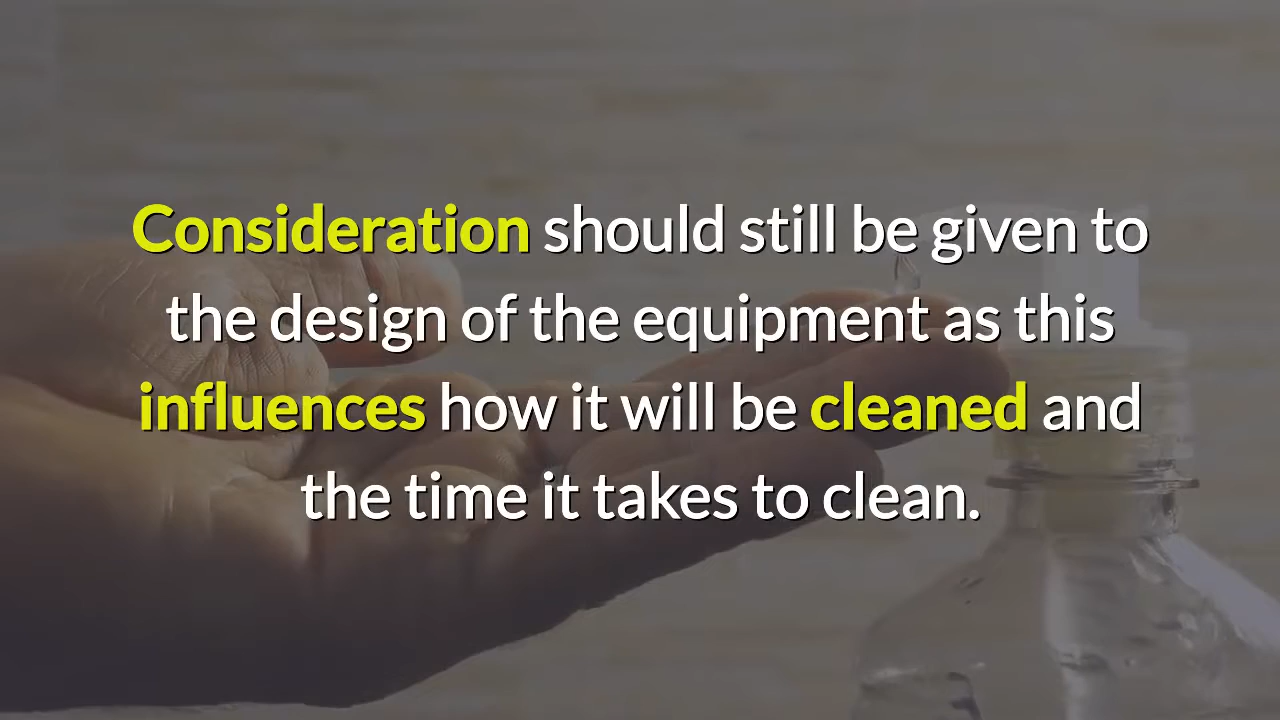 Consideration should still be given to
the design of the equipment as this
influences how it will be cleaned and
the time it takes to clean.